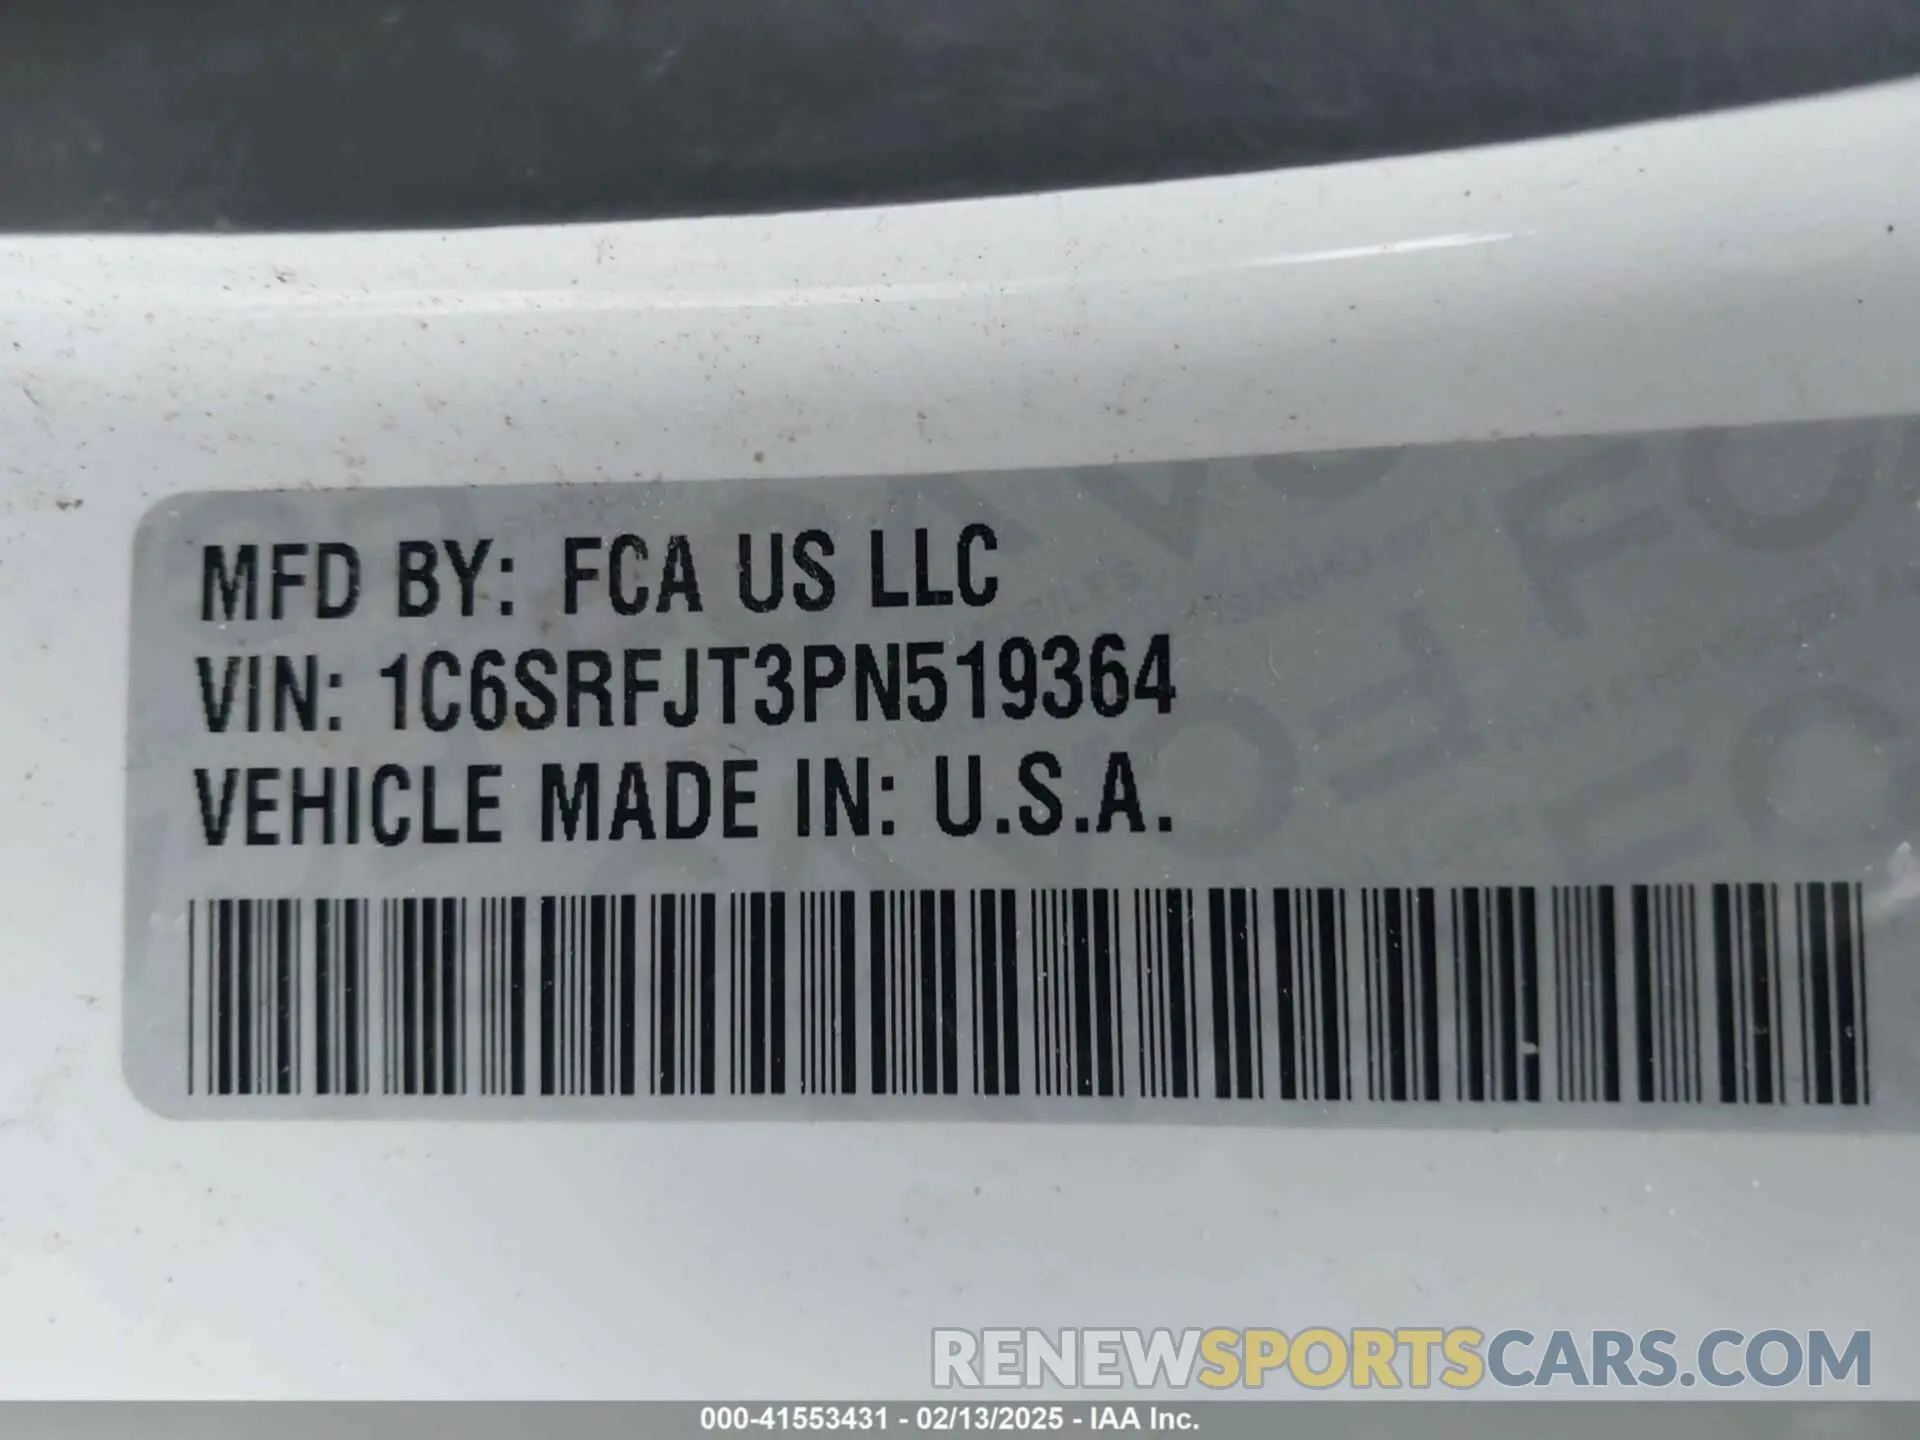 MFD BY: FCA US LLC
VIN: 1C6SRFJT3PN519364
VEHICLE MADE IN: U.S.A.
RENEWSPORTSCARS.COM
000-41553431 - 02/13/2025 - IAA Inc.